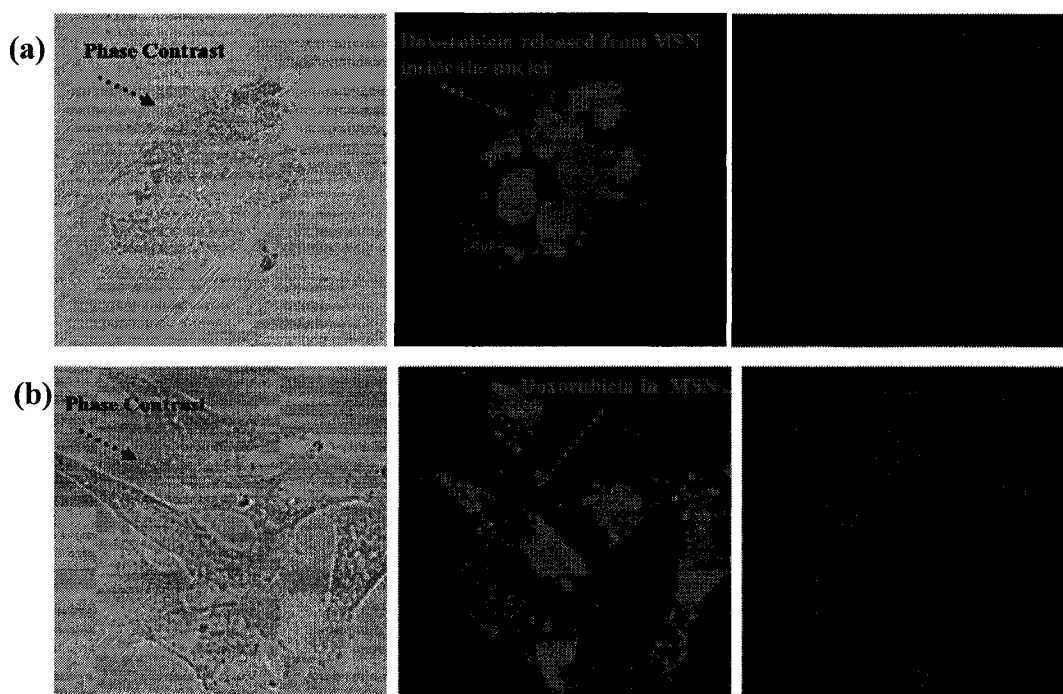 (a)
Phase Contrast
Doxorubicin released from MSN
inside the nuclei
(b)
Phase Contrast
Doxorubicin in MSN